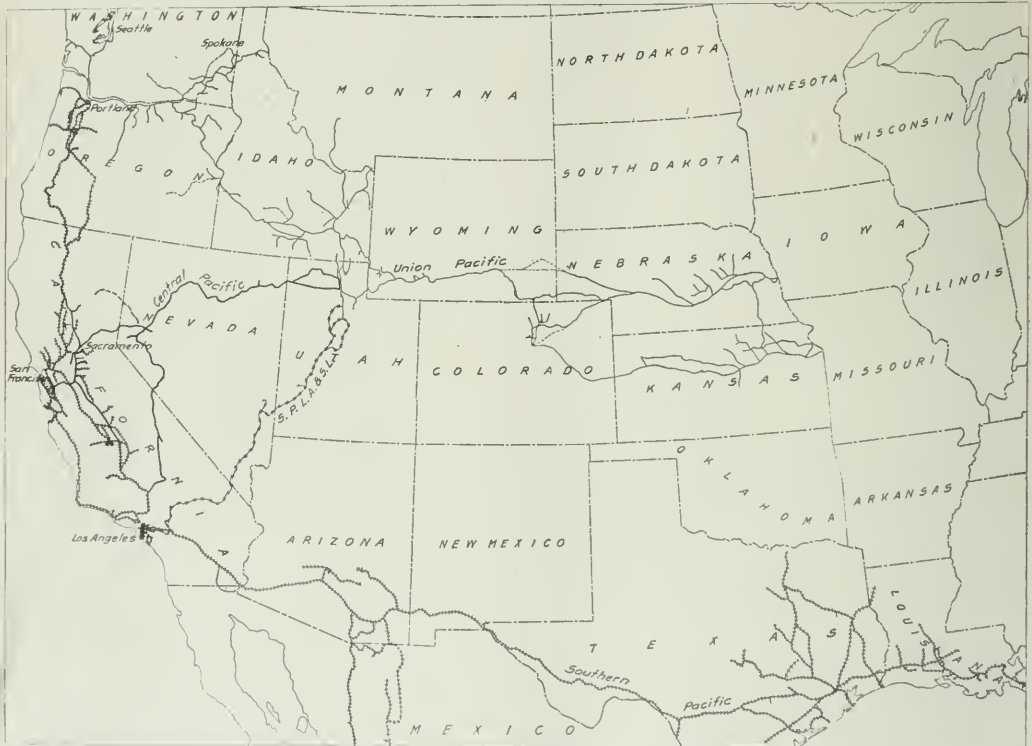 WASHINGTON
Seattle
Spokane
NORTH DAKOTA
MINNESOTA
MONTANA
Portland
WISCONSIN
OREGON
IDAHO
SOUTH DAKOTA
WYOMING
IOWA
Union Pacific
NEBRASKA
Central Pacific
ILLINOIS
NEVADA
Sacramento
UTAH
COLORADO
San Francisco
S.P.L.A.& S.L.
KANSAS
MISSOURI
CALIFORNIA
OKLAHOMA
ARKANSAS
Los Angeles
ARIZONA
NEW MEXICO
LOUISIANA
TEXAS
Southern Pacific
MEXICO